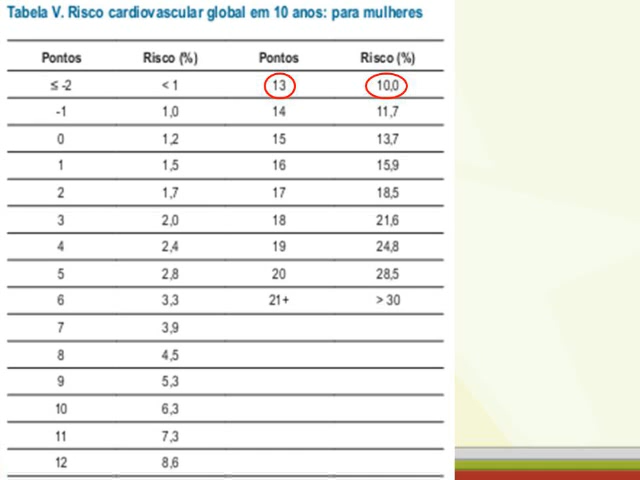 Tabela V. Risco cardiovascular global em 10 anos: para mulheres
Pontos Risco (%) Pontos Risco (%)
≤ -2 < 1 13 10,0
-1 1,0 14 11,7
0 1,2 15 13,7
1 1,5 16 15,9
2 1,7 17 18,5
3 2,0 18 21,6
4 2,4 19 24,8
5 2,8 20 28,5
6 3,3 21+ > 30
7 3,9
8 4,5
9 5,3
10 6,3
11 7,3
12 8,6